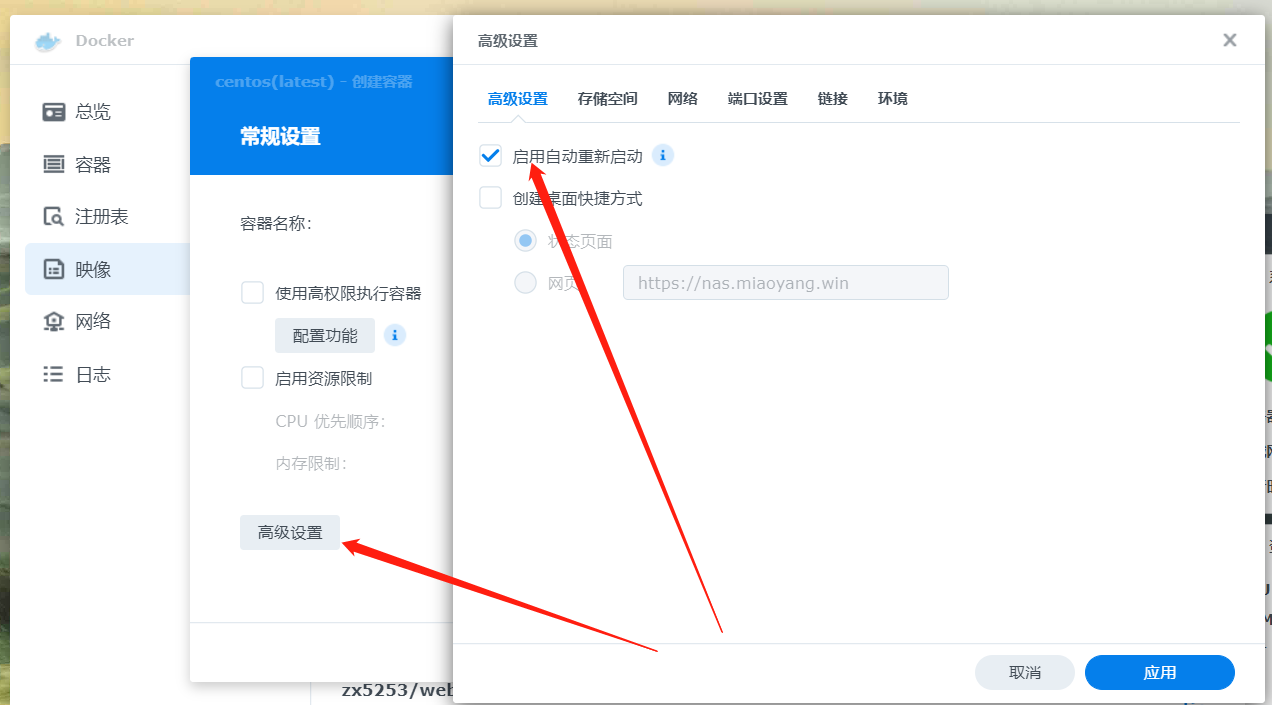 Docker
总览
容器
注册表
映像
网络
日志
centos(latest) - 创建容器
常规设置
容器名称:
使用高权限执行容器
配置功能
启用资源限制
CPU 优先顺序:
内存限制:
高级设置
zx5253/web
高级设置
高级设置 存储空间 网络 端口设置 链接 环境
启用自动重新启动
创建桌面快捷方式
状态页面
网页
https://nas.miaoyang.win
取消 应用